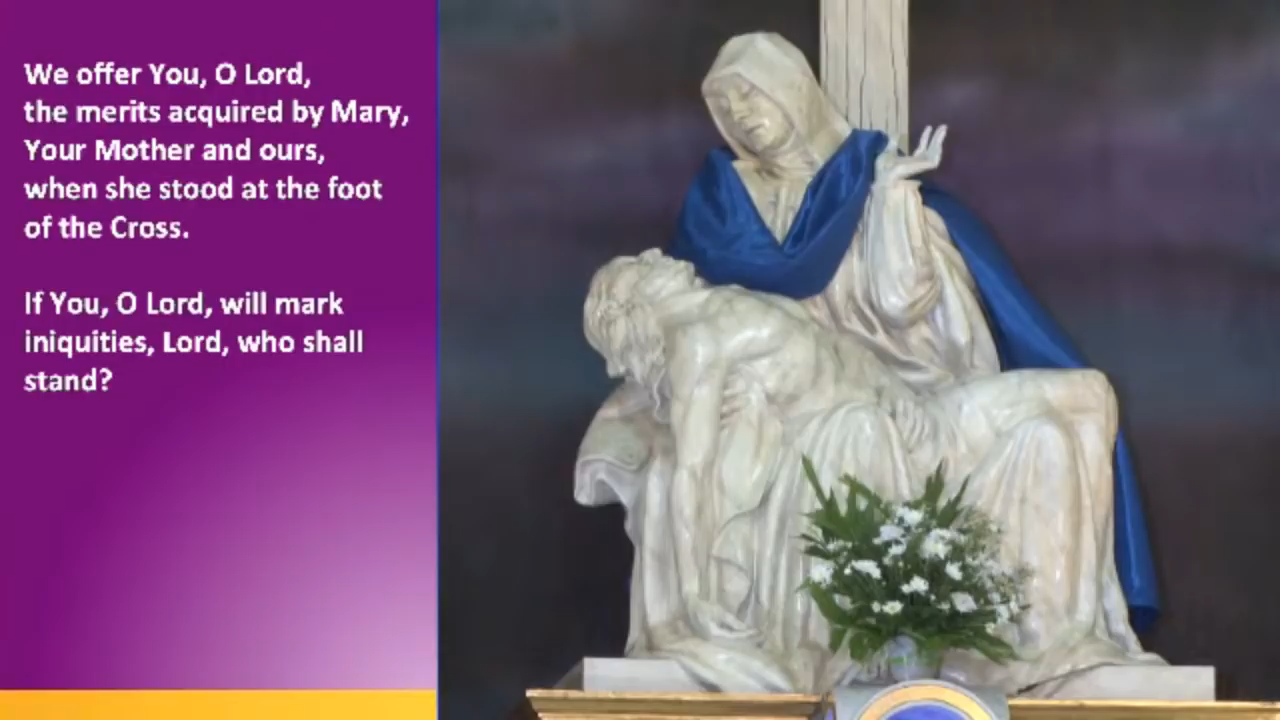 We offer You, O Lord,
the merits acquired by Mary,
Your Mother and ours,
when she stood at the foot
of the Cross.
If You, O Lord, will mark
iniquities, Lord, who shall
stand?